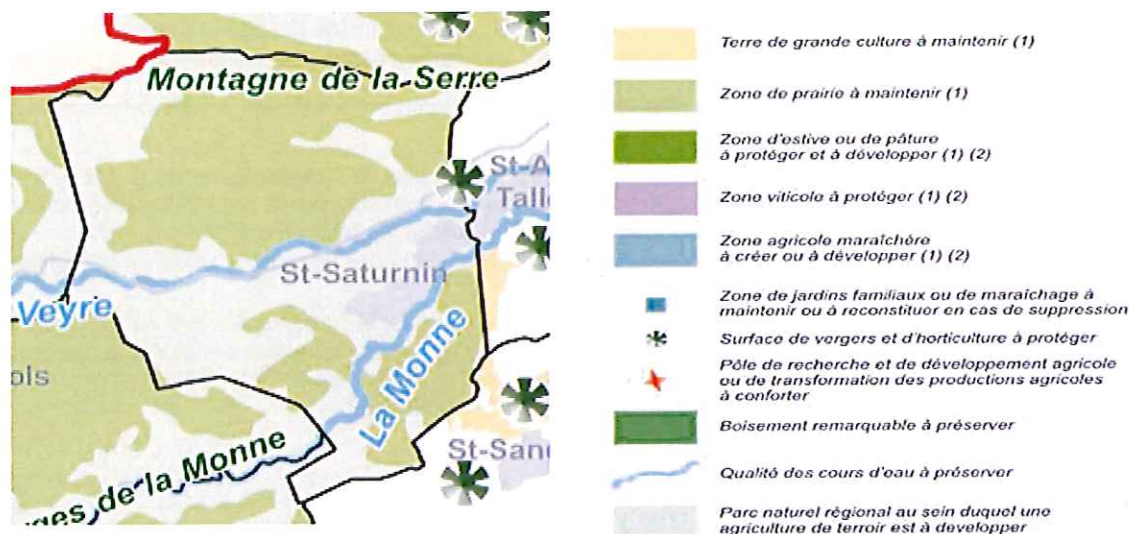 Montagne de la Serre
St-A
Tall
St-Saturnin
Veyre
ols
La Monne
ges de la Monne
St-Sand
Terre de grande culture à maintenir (1)
Zone de prairie à maintenir (1)
Zone d'estive ou de pâture
à protéger et à développer (1) (2)
Zone viticole à protéger (1) (2)
Zone agricole maraîchère
à créer ou à développer (1) (2)
Zone de jardins familiaux ou de maraîchage à
maintenir ou à reconstituer en cas de suppression
Surface de vergers et d'horticulture à protéger
Pôle de recherche et de développement agricole
ou de transformation des productions agricoles
à conforter
Boisement remarquable à préserver
Qualité des cours d'eau à préserver
Parc naturel régional au sein duquel une
agriculture de terroir est à developper